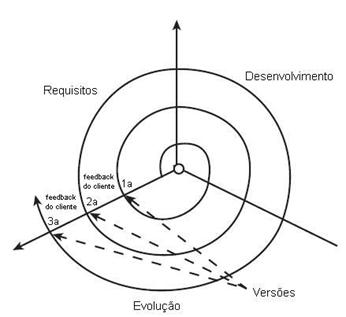 Desenvolvimento
Requisitos
feedback
do cliente
1a
feedback
do cliente
2a
3a
Versões
Evolução